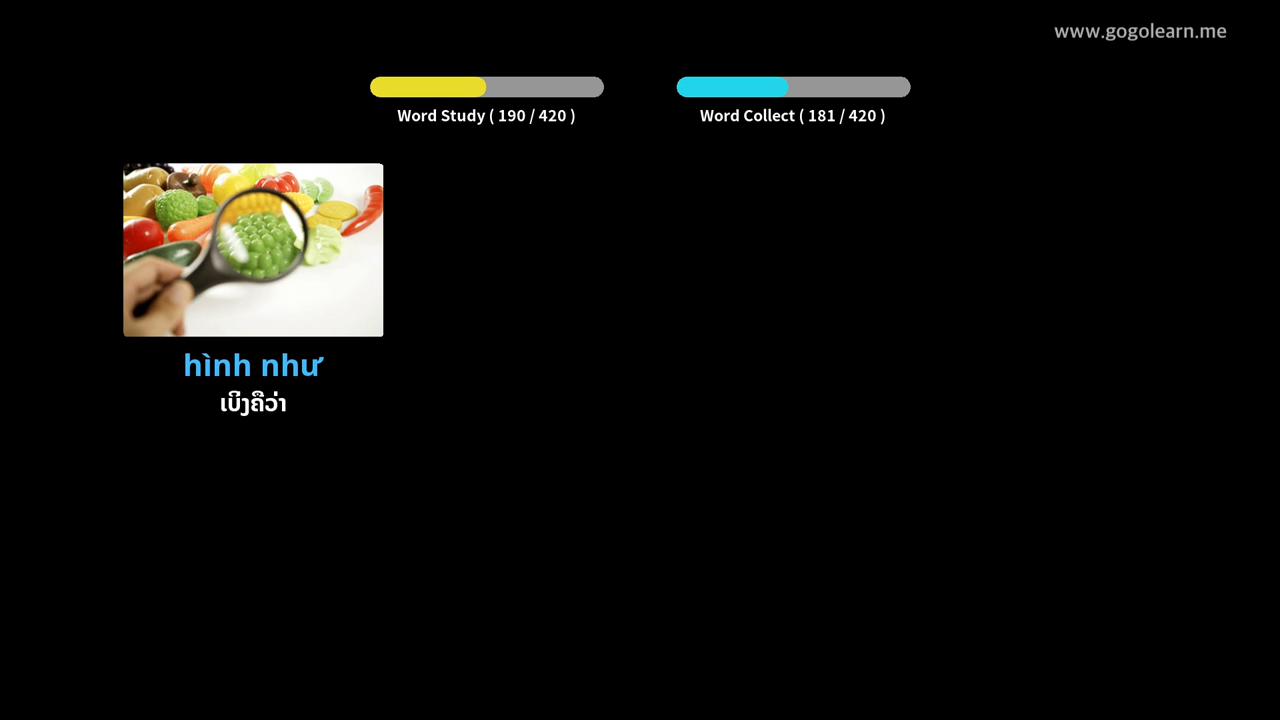 www.gogolearn.me
Word Study ( 190 / 420 )
Word Collect ( 181 / 420 )
hình như
ເບິ່ງຄືວ່າ